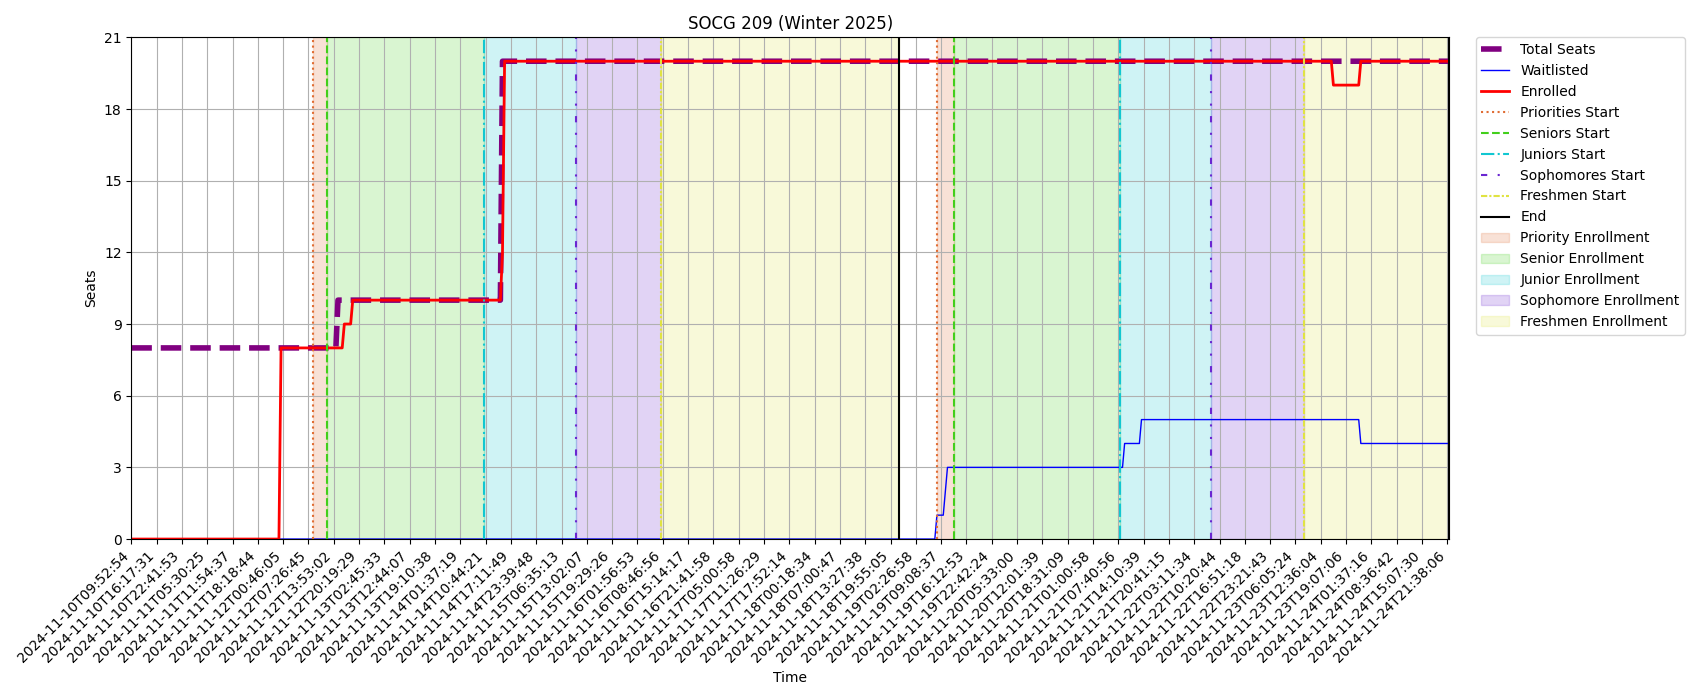 SOCG 209 (Winter 2025)
21
18
15
12
9
6
3
0
Seats
2024-11-10T09:52:54
2024-11-10T16:17:31
2024-11-10T22:41:53
2024-11-11T05:30:25
2024-11-11T11:54:37
2024-11-11T18:18:44
2024-11-12T00:46:05
2024-11-12T07:26:45
2024-11-12T13:53:02
2024-11-12T20:19:29
2024-11-13T02:45:33
2024-11-13T12:44:07
2024-11-13T19:10:38
2024-11-14T01:37:19
2024-11-14T10:44:21
2024-11-14T17:11:49
2024-11-14T23:39:48
2024-11-15T06:35:13
2024-11-15T13:02:07
2024-11-15T19:29:26
2024-11-16T01:56:53
2024-11-16T08:46:56
2024-11-16T15:14:17
2024-11-16T21:41:58
2024-11-17T05:00:58
2024-11-17T11:26:29
2024-11-17T17:52:14
2024-11-18T00:18:34
2024-11-18T07:00:47
2024-11-18T13:27:38
2024-11-18T19:55:05
2024-11-19T02:26:58
2024-11-19T09:08:37
2024-11-19T16:12:53
2024-11-19T22:42:24
2024-11-20T05:33:00
2024-11-20T12:01:39
2024-11-20T18:31:09
2024-11-21T01:00:58
2024-11-21T07:40:56
2024-11-21T14:10:39
2024-11-21T20:41:15
2024-11-22T03:11:34
2024-11-22T10:20:44
2024-11-22T16:51:18
2024-11-22T23:21:43
2024-11-23T06:05:24
2024-11-23T12:36:04
2024-11-23T19:07:06
2024-11-24T01:37:16
2024-11-24T08:36:42
2024-11-24T15:07:30
2024-11-24T21:38:06
Time
Total Seats
Waitlisted
Enrolled
Priorities Start
Seniors Start
Juniors Start
Sophomores Start
Freshmen Start
End
Priority Enrollment
Senior Enrollment
Junior Enrollment
Sophomore Enrollment
Freshmen Enrollment